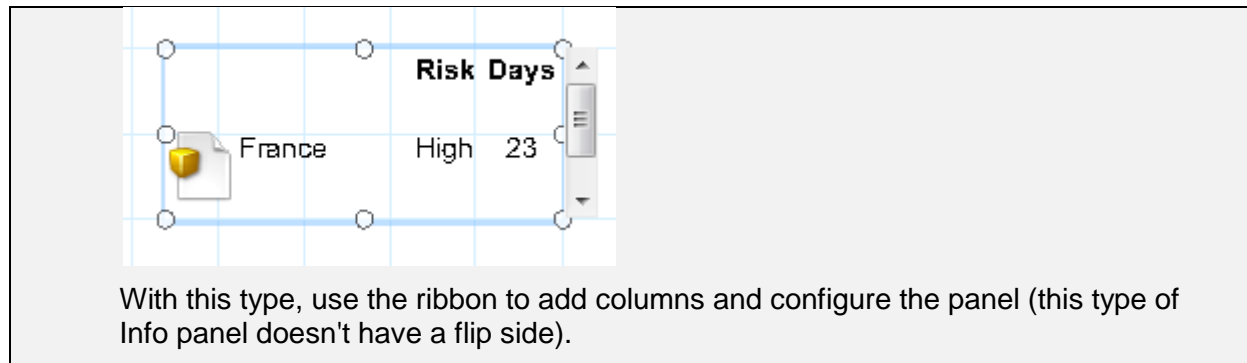 Risk Days
France High 23
With this type, use the ribbon to add columns and configure the panel (this type of
Info panel doesn't have a flip side).